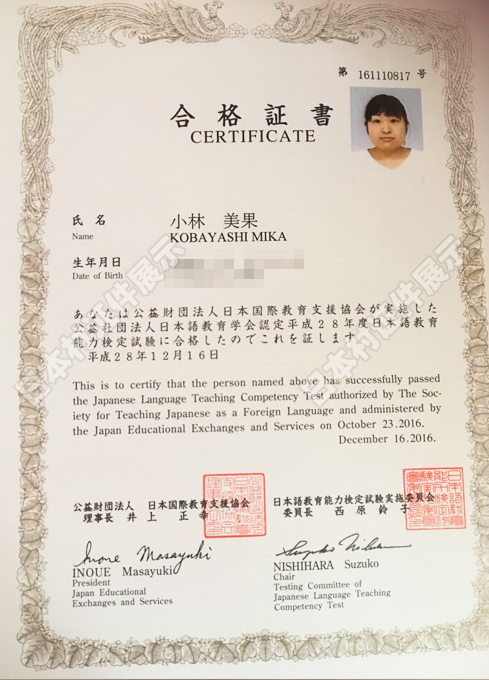 第 161110817 号
合格証書
CERTIFICATE
氏名 小林 美果
Name KOBAYASHI MIKA
生年月日
Date of Birth
あなたは公益財団法人日本国際教育支援協会が実施した
公益社団法人日本語教育学会認定平成28年度日本語教育
能力検定試験に合格したのでこれを証します
平成28年12月16日
This is to certify that the person named above has successfully passed
the Japanese Language Teaching Competency Test authorized by The Soc-
iety for Teaching Japanese as a Foreign Language and administered by
the Japan Educational Exchanges and Services on October 23.2016.
December 16.2016.
公益財団法人 日本国際教育支援協会
理事長 井上 正幸
日本語教育能力検定試験実施委員会
委員長 西原鈴子
Inoue Masayuki
INOUE Masayuki
President
Japan Educational
Exchanges and Services
NISHIHARA Suzuko
Chair
Testing Committee of
Japanese Language Teaching
Competency Test